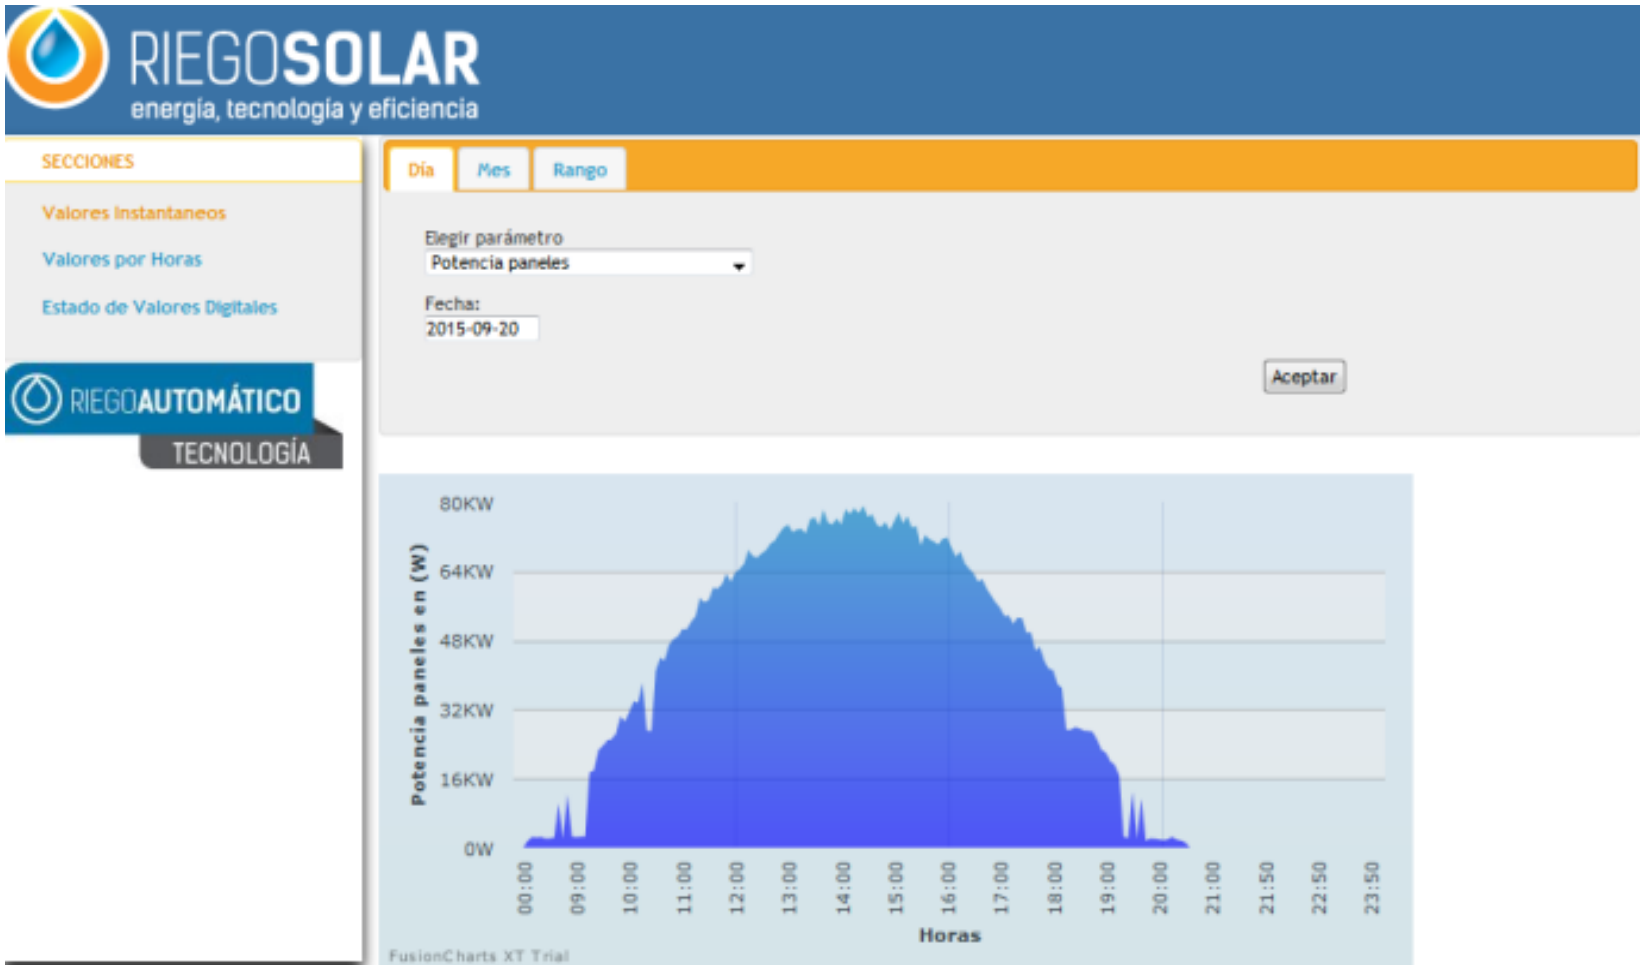 RIEGOSOLAR
energía, tecnología y eficiencia
SECCIONES
Valores Instantaneos
Valores por Horas
Estado de Valores Digitales
RIEGOAUTOMÁTICO
TECNOLOGÍA
Día Mes Rango
Elegir parámetro
Potencia paneles
Fecha:
2015-09-20
Aceptar
Potencia paneles en (W)
80KW
64KW
48KW
32KW
16KW
0W
00:00 09:00 10:00 11:00 12:00 13:00 14:00 15:00 16:00 17:00 18:00 19:00 20:00 21:00 21:50 22:50 23:50
Horas
FusionCharts XT Trial